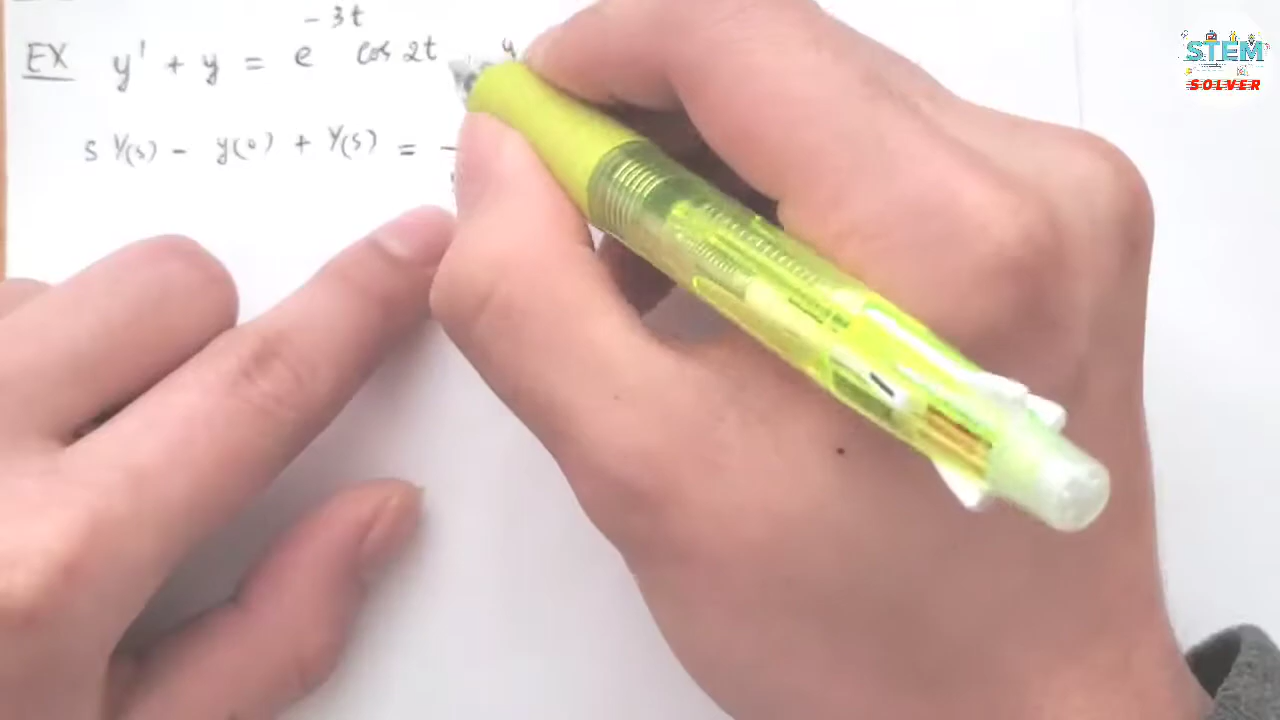 EX y' + y = e^{-3t} cos 2t y
s Y(s) - y(0) + Y(s) =
STEM
SOLVER